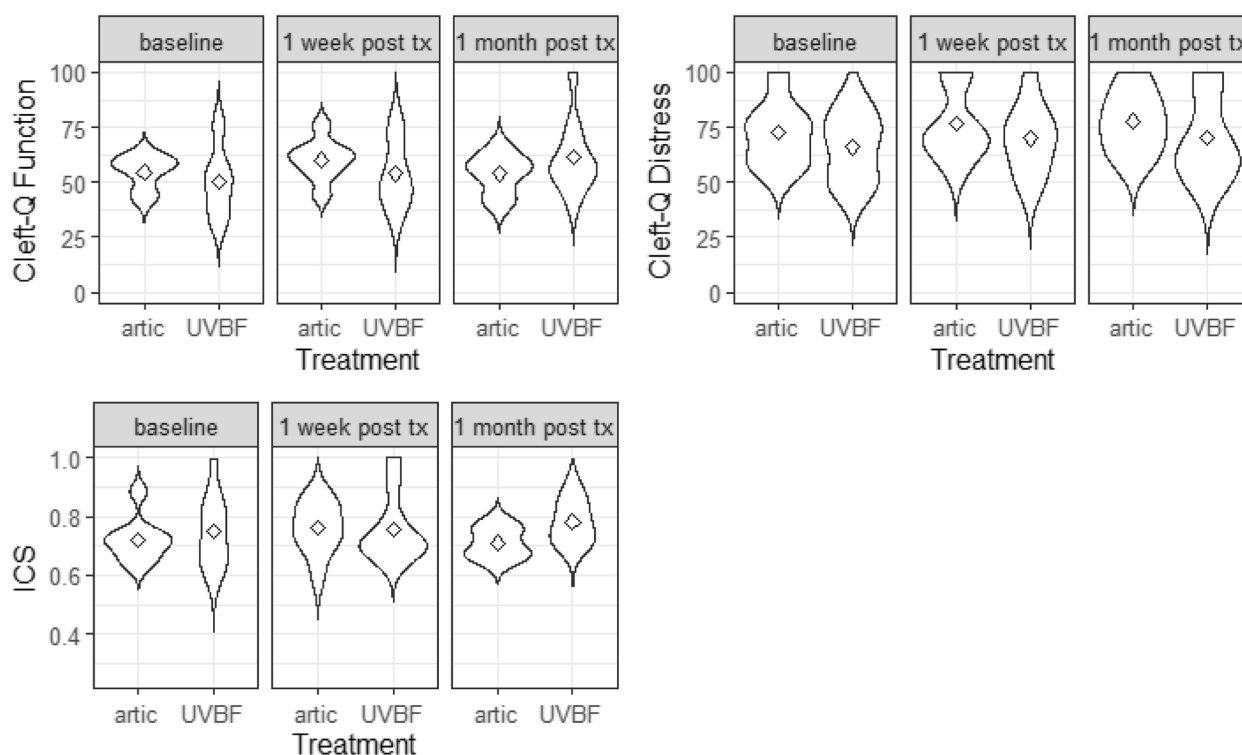 baseline 1 week post tx 1 month post tx
Cleft-Q Function
100
75
50
25
0
artic UVBF artic UVBF artic UVBF
Treatment
baseline 1 week post tx 1 month post tx
Cleft-Q Distress
100
75
50
25
0
artic UVBF artic UVBF artic UVBF
Treatment
baseline 1 week post tx 1 month post tx
ICS
1.0
0.8
0.6
0.4
artic UVBF artic UVBF artic UVBF
Treatment